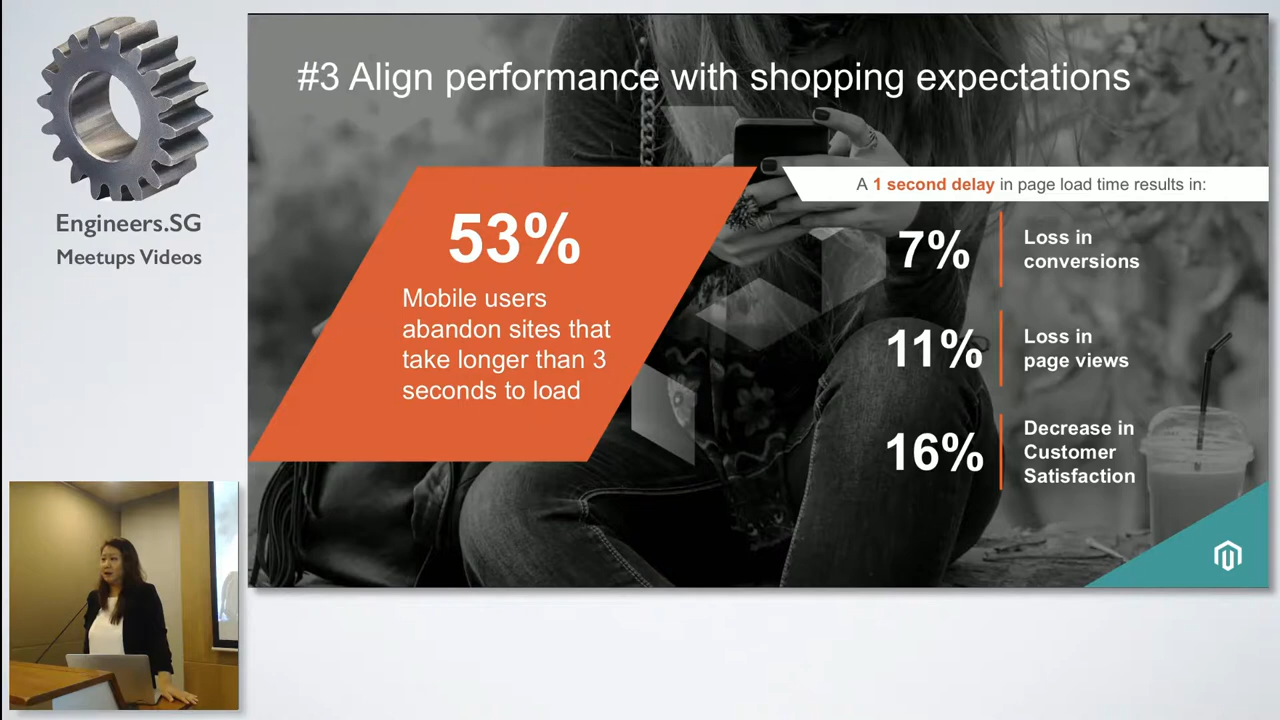 Engineers.SG
Meetups Videos
#3 Align performance with shopping expectations
53%
Mobile users
abandon sites that
take longer than 3
seconds to load
A 1 second delay in page load time results in:
7%
Loss in
conversions
11%
Loss in
page views
16%
Decrease in
Customer
Satisfaction